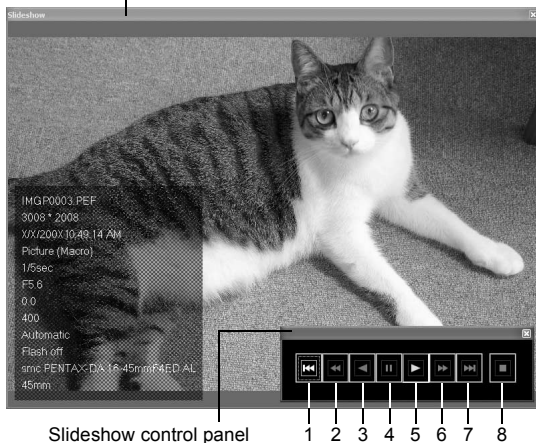 Slideshow
IMGP0003.PEF
3008 * 2008
X/X/200X 10:49:14 AM
Picture (Macro)
1/5sec
F5.6
0.0
400
Automatic
Flash off
smc PENTAX-DA 16-45mmF4ED AL
45mm
Slideshow control panel
1 2 3 4 5 6 7 8